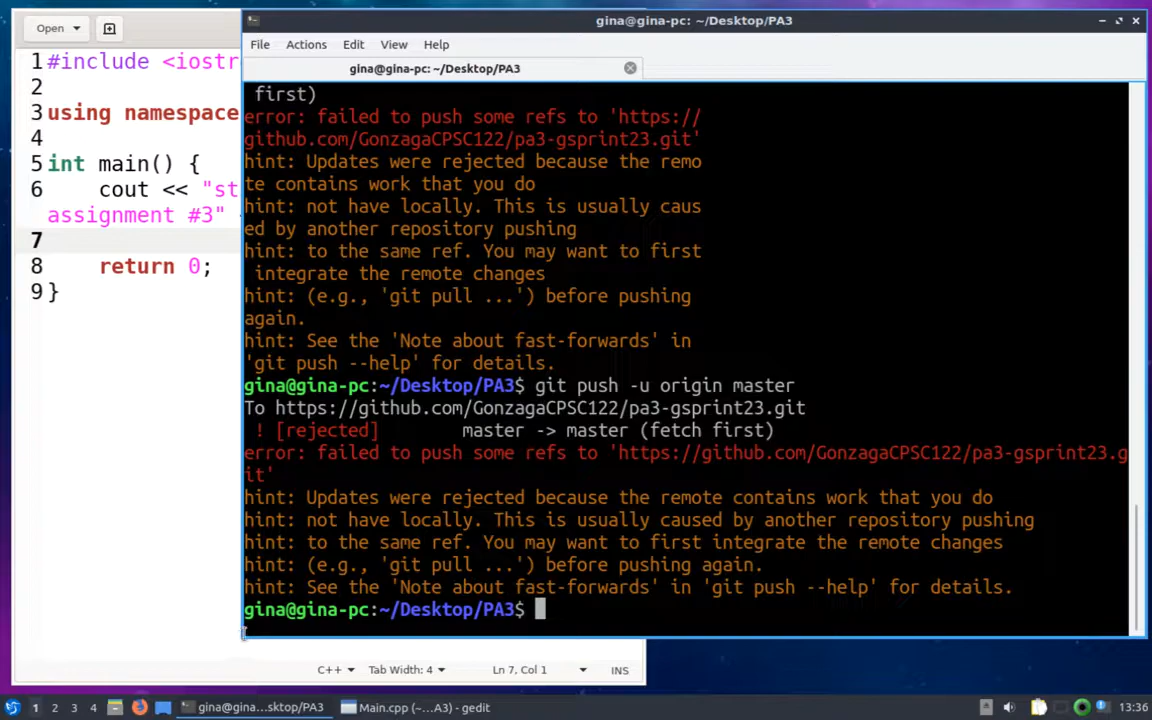 gina@gina-pc: ~/Desktop/PA3
Open
File Actions Edit View Help
gina@gina-pc: ~/Desktop/PA3
1 #include <iostr
2
3 using namespace
4
5 int main() {
6 cout << "st
assignment #3"
7
8 return 0;
9 }
first)
error: failed to push some refs to 'https://
github.com/GonzagaCPSC122/pa3-gsprint23.git'
hint: Updates were rejected because the remo
te contains work that you do
hint: not have locally. This is usually caus
ed by another repository pushing
hint: to the same ref. You may want to first
integrate the remote changes
hint: (e.g., 'git pull ...') before pushing
again.
hint: See the 'Note about fast-forwards' in
'git push --help' for details.
gina@gina-pc:~/Desktop/PA3$ git push -u origin master
To https://github.com/GonzagaCPSC122/pa3-gsprint23.git
! [rejected] master -> master (fetch first)
error: failed to push some refs to 'https://github.com/GonzagaCPSC122/pa3-gsprint23.g
it'
hint: Updates were rejected because the remote contains work that you do
hint: not have locally. This is usually caused by another repository pushing
hint: to the same ref. You may want to first integrate the remote changes
hint: (e.g., 'git pull ...') before pushing again.
hint: See the 'Note about fast-forwards' in 'git push --help' for details.
gina@gina-pc:~/Desktop/PA3$
C++ Tab Width: 4 Ln 7, Col 1 INS
1 2 3 4 gina@gina...sktop/PA3 Main.cpp (~...A3) - gedit 13:36